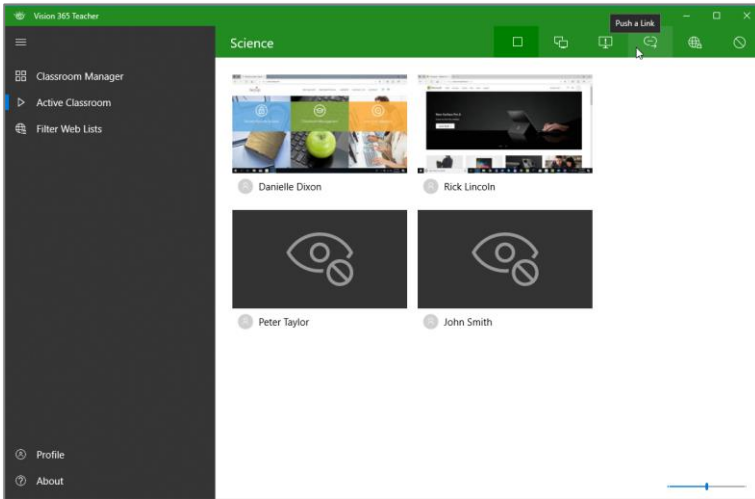 Vision 365 Teacher
Push a Link
Science
Classroom Manager
Active Classroom
Filter Web Lists
Danielle Dixon
Rick Lincoln
Peter Taylor
John Smith
Profile
About